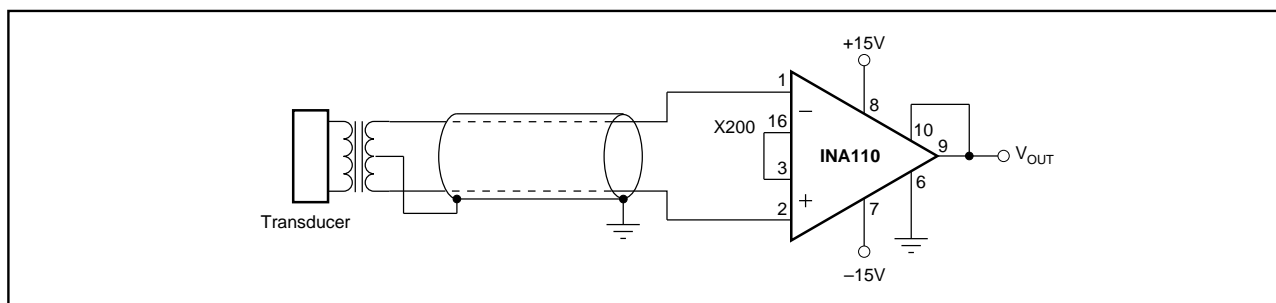 +15V
1
8
–
X200
16
10
INA110
9
V_OUT
3
6
+
2
7
Transducer
–15V